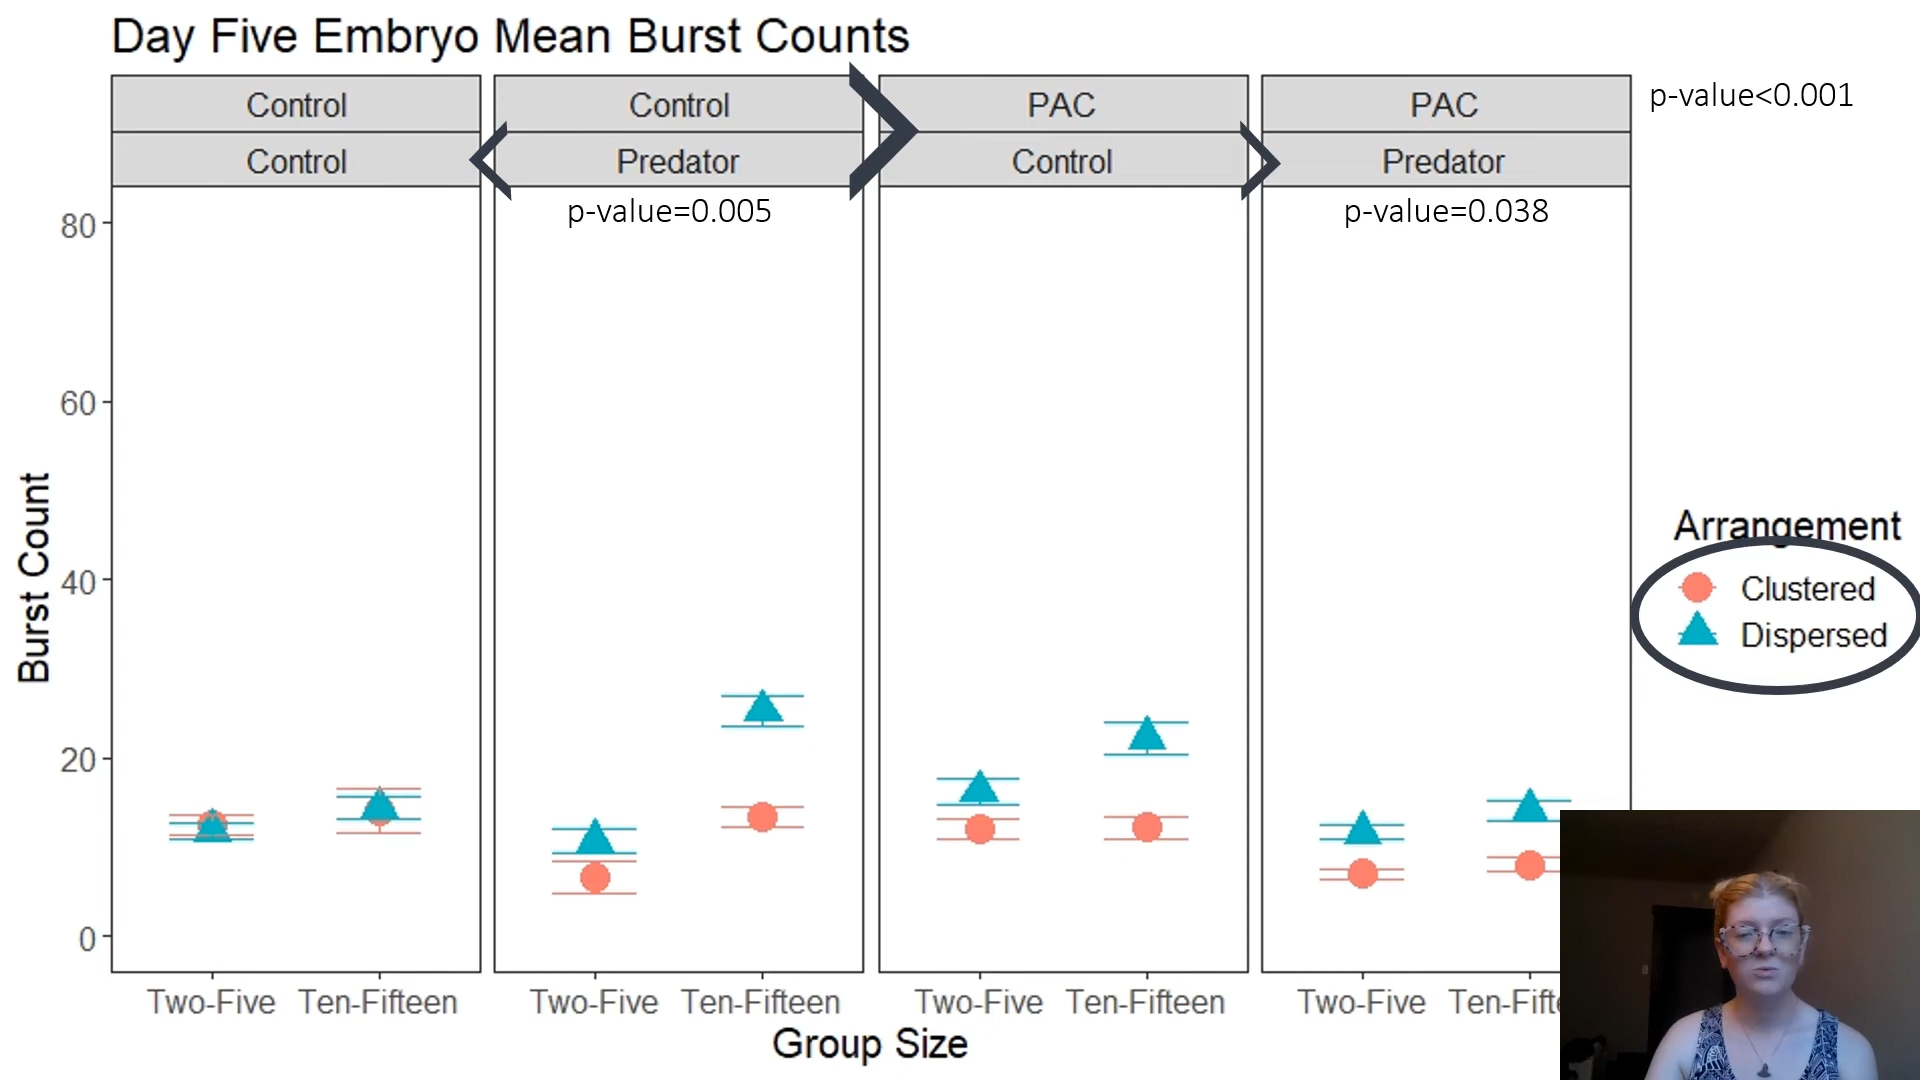 Day Five Embryo Mean Burst Counts
Control
Control
PAC
PAC
p-value<0.001
Control
Predator
Control
Predator
p-value=0.005
p-value=0.038
80
60
40
20
0
Burst Count
Arrangement
Clustered
Dispersed
Two-Five
Ten-Fifteen
Two-Five
Ten-Fifteen
Two-Five
Ten-Fifteen
Two-Five
Group Size